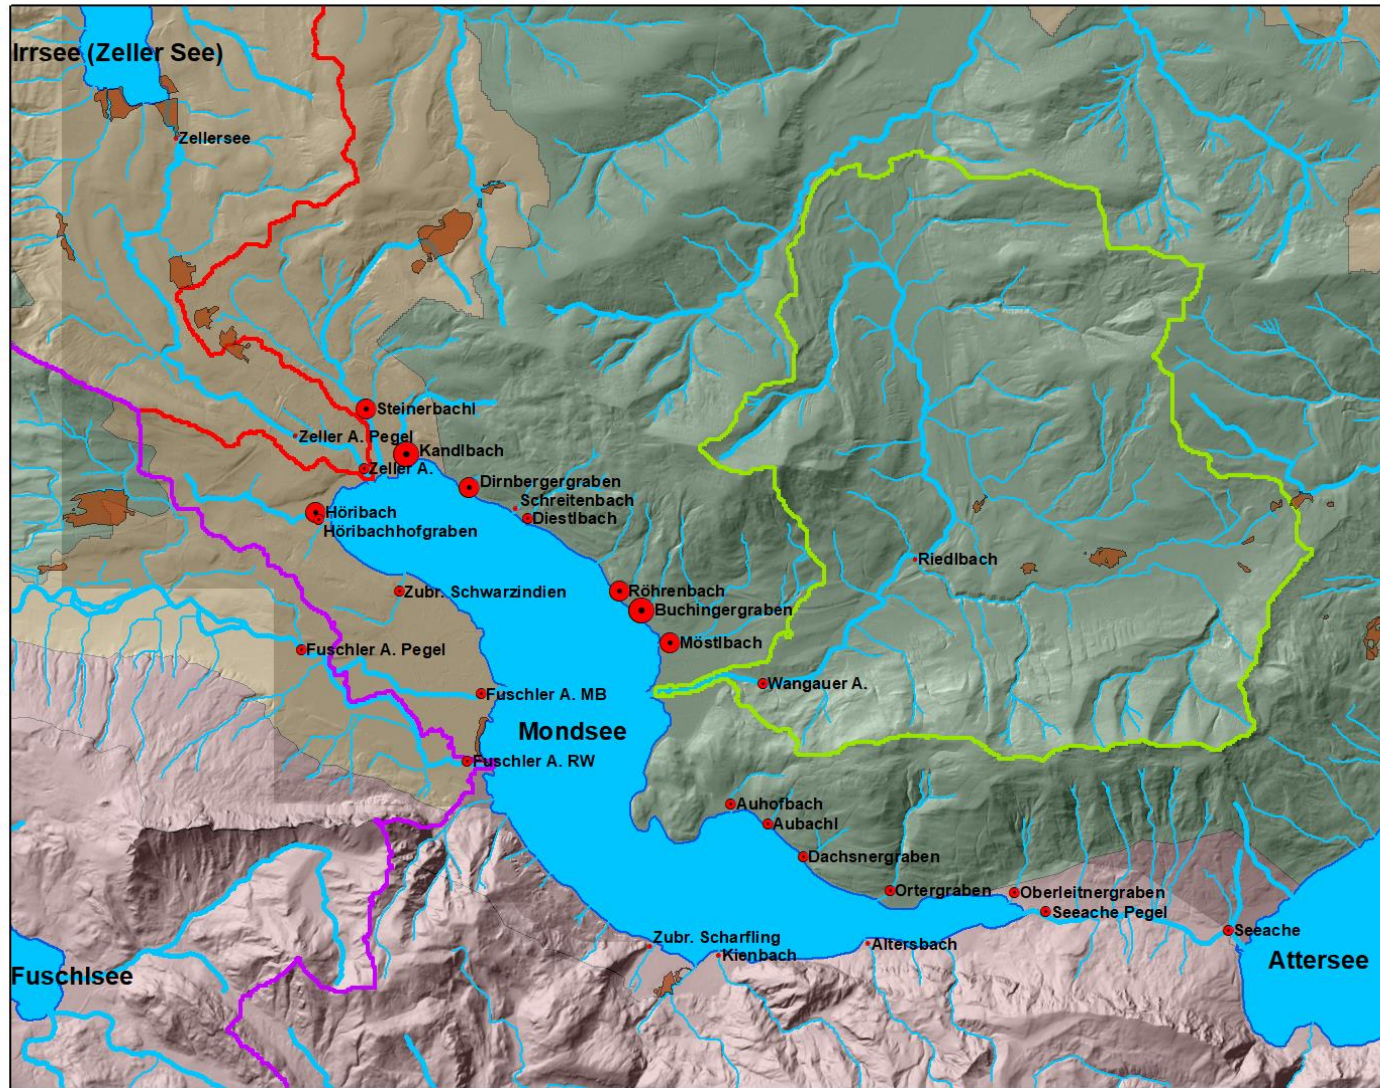 Irrsee (Zeller See)
Zellersee
Steinerbachl
Zeller A. Pegel
Kandlbach
Zeller A.
Dirnbergergraben
Schreitenbach
Höribach
Diestlbach
Höribachhofgraben
Riedlbach
Zubr. Schwarzindien
Röhrenbach
Buchingergraben
Möstlbach
Fuschler A. Pegel
Wangauer A.
Fuschler A. MB
Mondsee
Fuschler A. RW
Auhofbach
Aubachl
Dachsnergraben
Ortergraben
Oberleitnergraben
Seeache Pegel
Seeache
Zubr. Scharfling
Altersbach
Kienbach
Attersee
Fuschlsee